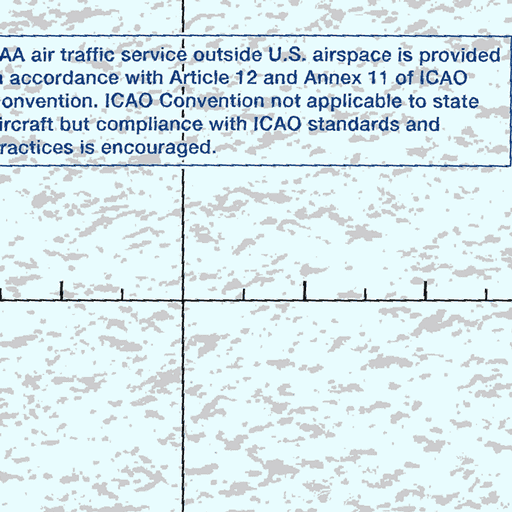 AA air traffic service outside U.S. airspace is provided
accordance with Article 12 and Annex 11 of ICAO
onvention. ICAO Convention not applicable to state
ircraft but compliance with ICAO standards and
ractices is encouraged.